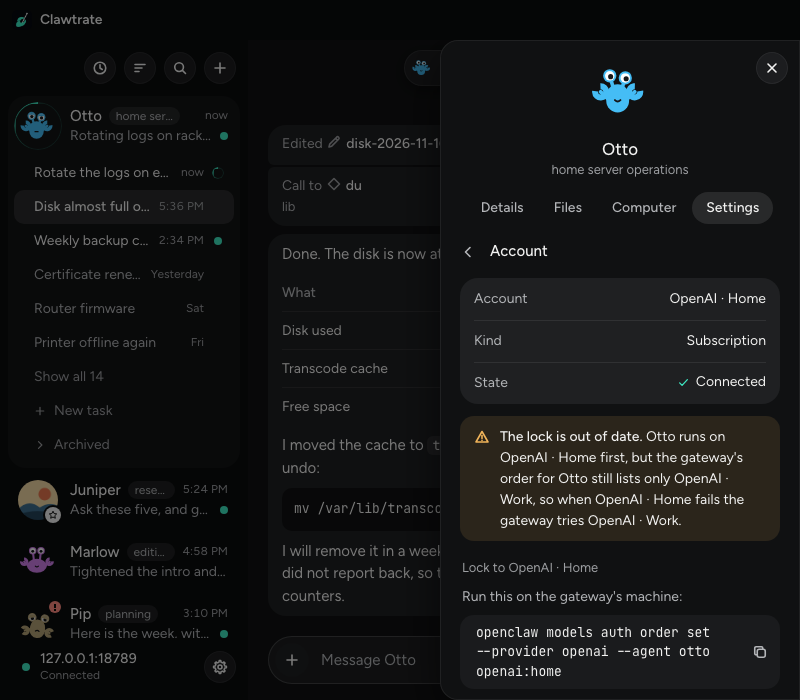 Clawtrate
Otto home ser... now
Rotating logs on rack...
Rotate the logs on e... now
Disk almost full o... 5:36 PM
Weekly backup c... 2:34 PM
Certificate rene... Yesterday
Router firmware Sat
Printer offline again Fri
Show all 14
+ New task
> Archived
Juniper rese... 5:24 PM
Ask these five, and g...
Marlow editi... 4:58 PM
Tightened the intro and...
Pip planning 3:10 PM
Here is the week. wit...
127.0.0.1:18789
Connected
Edited disk-2026-11-1
Call to du
lib
Done. The disk is now at
What
Disk used
Transcode cache
Free space
I moved the cache to
undo:
mv /var/lib/transco
I will remove it in a week
did not report back, so t
counters.
+ Message Otto
Otto
home server operations
Details Files Computer Settings
< Account
Account OpenAI · Home
Kind Subscription
State ✓ Connected
The lock is out of date. Otto runs on
OpenAI · Home first, but the gateway's
order for Otto still lists only OpenAI ·
Work, so when OpenAI · Home fails the
gateway tries OpenAI · Work.
Lock to OpenAI · Home
Run this on the gateway's machine:
openclaw models auth order set
--provider openai --agent otto
openai:home